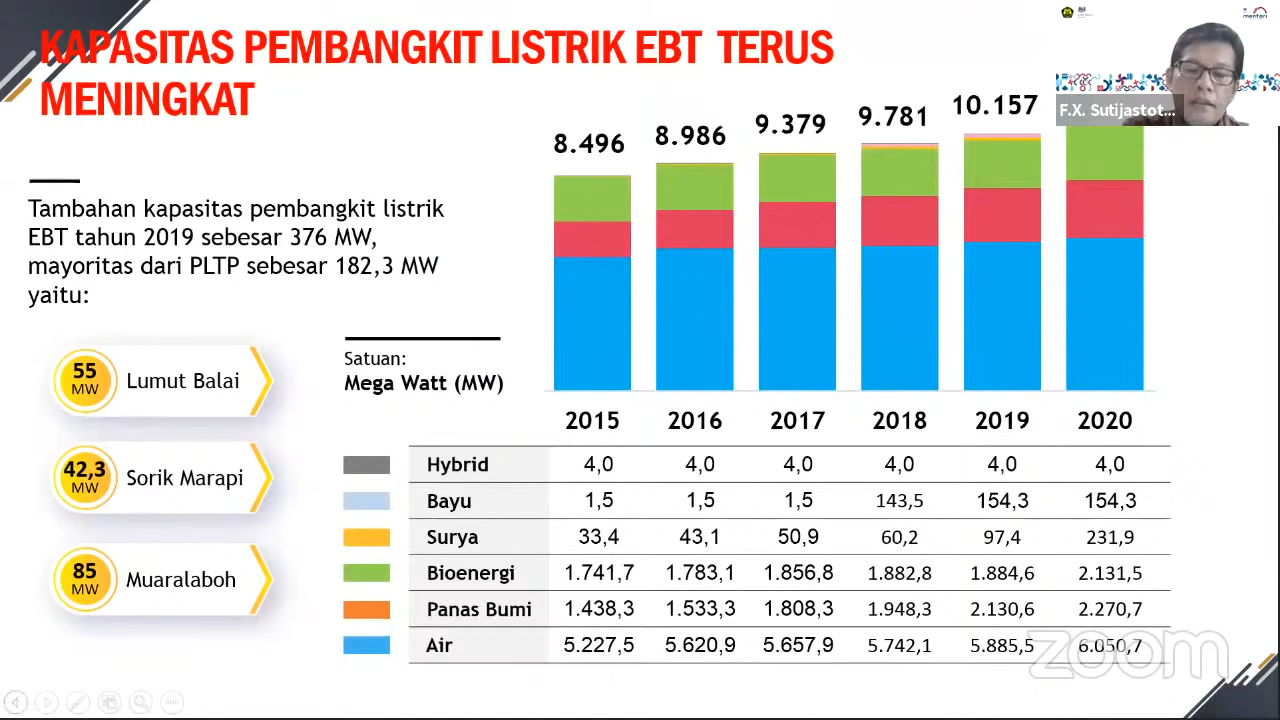 KAPASITAS PEMBANGKIT LISTRIK EBT TERUS
MENINGKAT
mentari
F.X. Sutijastot...
Tambahan kapasitas pembangkit listrik
EBT tahun 2019 sebesar 376 MW,
mayoritas dari PLTP sebesar 182,3 MW
yaitu:
55
MW
Lumut Balai
42,3
MW
Sorik Marapi
85
MW
Muaralaboh
Satuan:
Mega Watt (MW)
8.496 8.986 9.379 9.781 10.157
2015 2016 2017 2018 2019 2020
Hybrid 4,0 4,0 4,0 4,0 4,0 4,0
Bayu 1,5 1,5 1,5 143,5 154,3 154,3
Surya 33,4 43,1 50,9 60,2 97,4 231,9
Bioenergi 1.741,7 1.783,1 1.856,8 1.882,8 1.884,6 2.131,5
Panas Bumi 1.438,3 1.533,3 1.808,3 1.948,3 2.130,6 2.270,7
Air 5.227,5 5.620,9 5.657,9 5.742,1 5.885,5 6.050,7
zoom